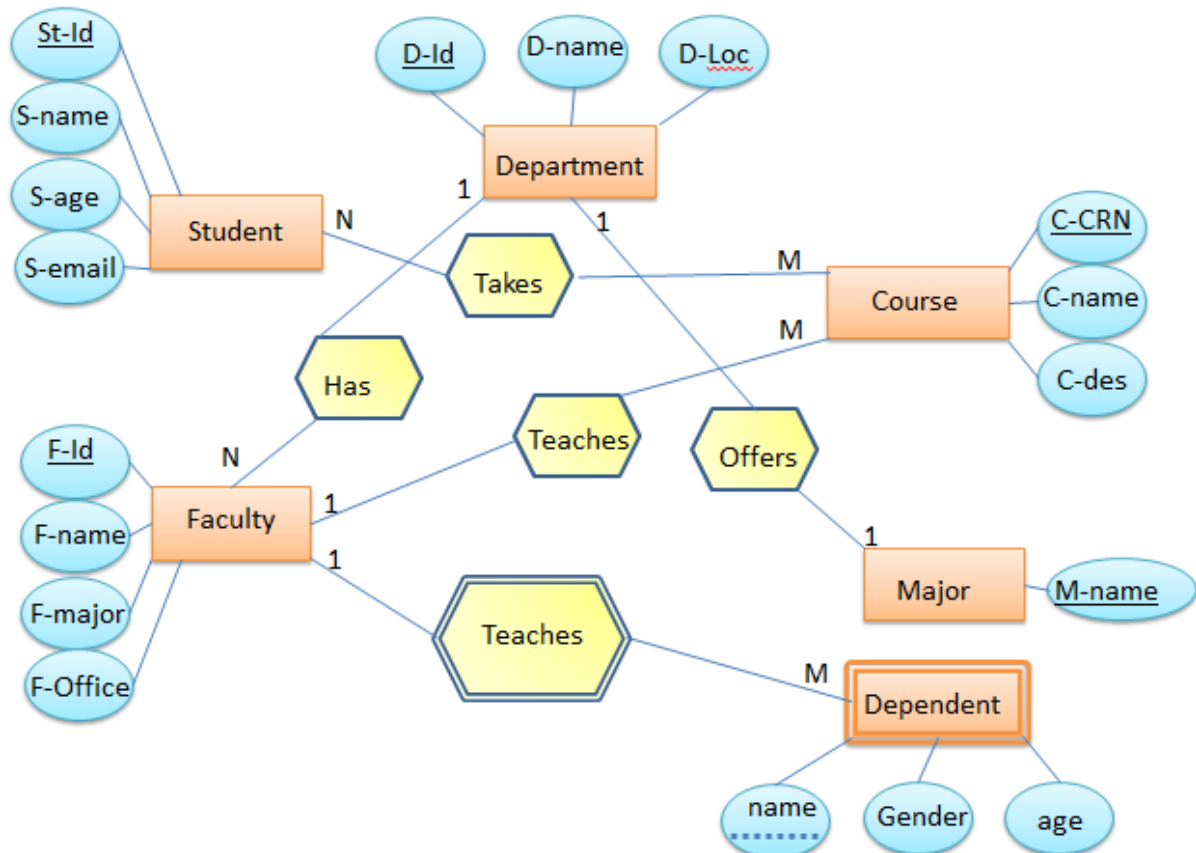 St-Id
D-Id
D-name
D-Loc
S-name
Department
S-age
1
N
1
C-CRN
Student
S-email
Takes
M
Course
C-name
M
Has
C-des
F-Id
N
Teaches
Offers
F-name
Faculty
1
1
1
F-major
Teaches
Major
M-name
F-Office
M
Dependent
name
Gender
age